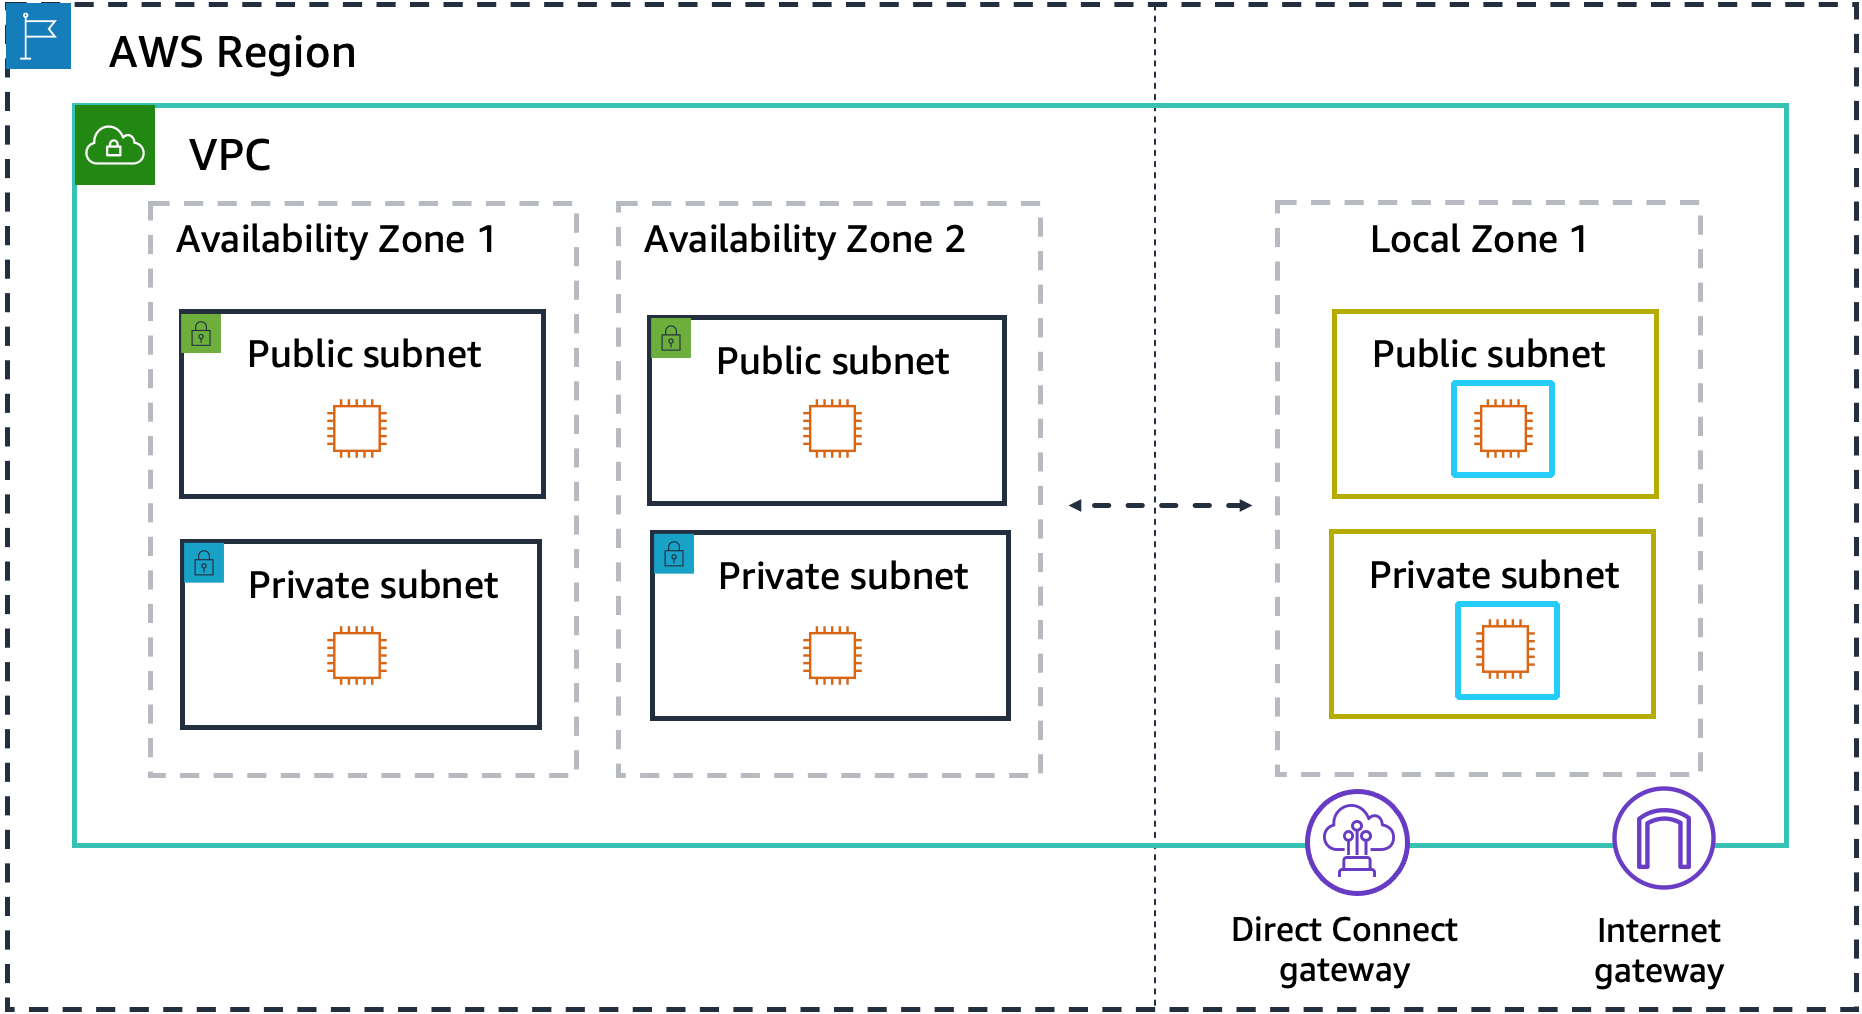 AWS Region
VPC
Availability Zone 1
Public subnet
Private subnet
Availability Zone 2
Public subnet
Private subnet
Local Zone 1
Public subnet
Private subnet
Direct Connect
gateway
Internet
gateway